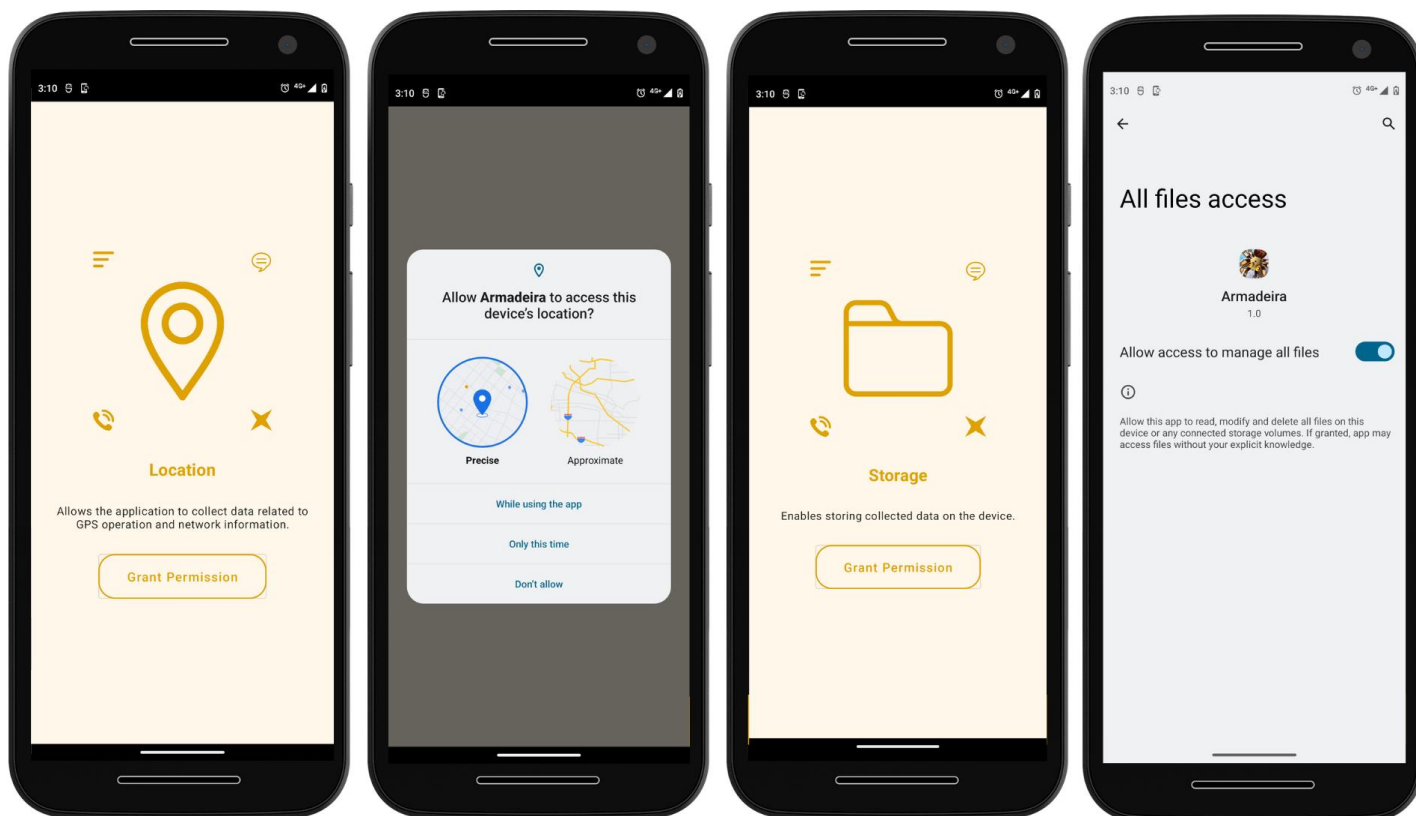 3:10
4G+
Location
Allows the application to collect data related to
GPS operation and network information.
Grant Permission
3:10
4G+
Allow Armadeira to access this
device's location?
Precise
Approximate
While using the app
Only this time
Don't allow
3:10
4G+
Storage
Enables storing collected data on the device.
Grant Permission
3:10
4G+
All files access
Armadeira
1.0
Allow access to manage all files
Allow this app to read, modify and delete all files on this
device or any connected storage volumes. If granted, app may
access files without your explicit knowledge.